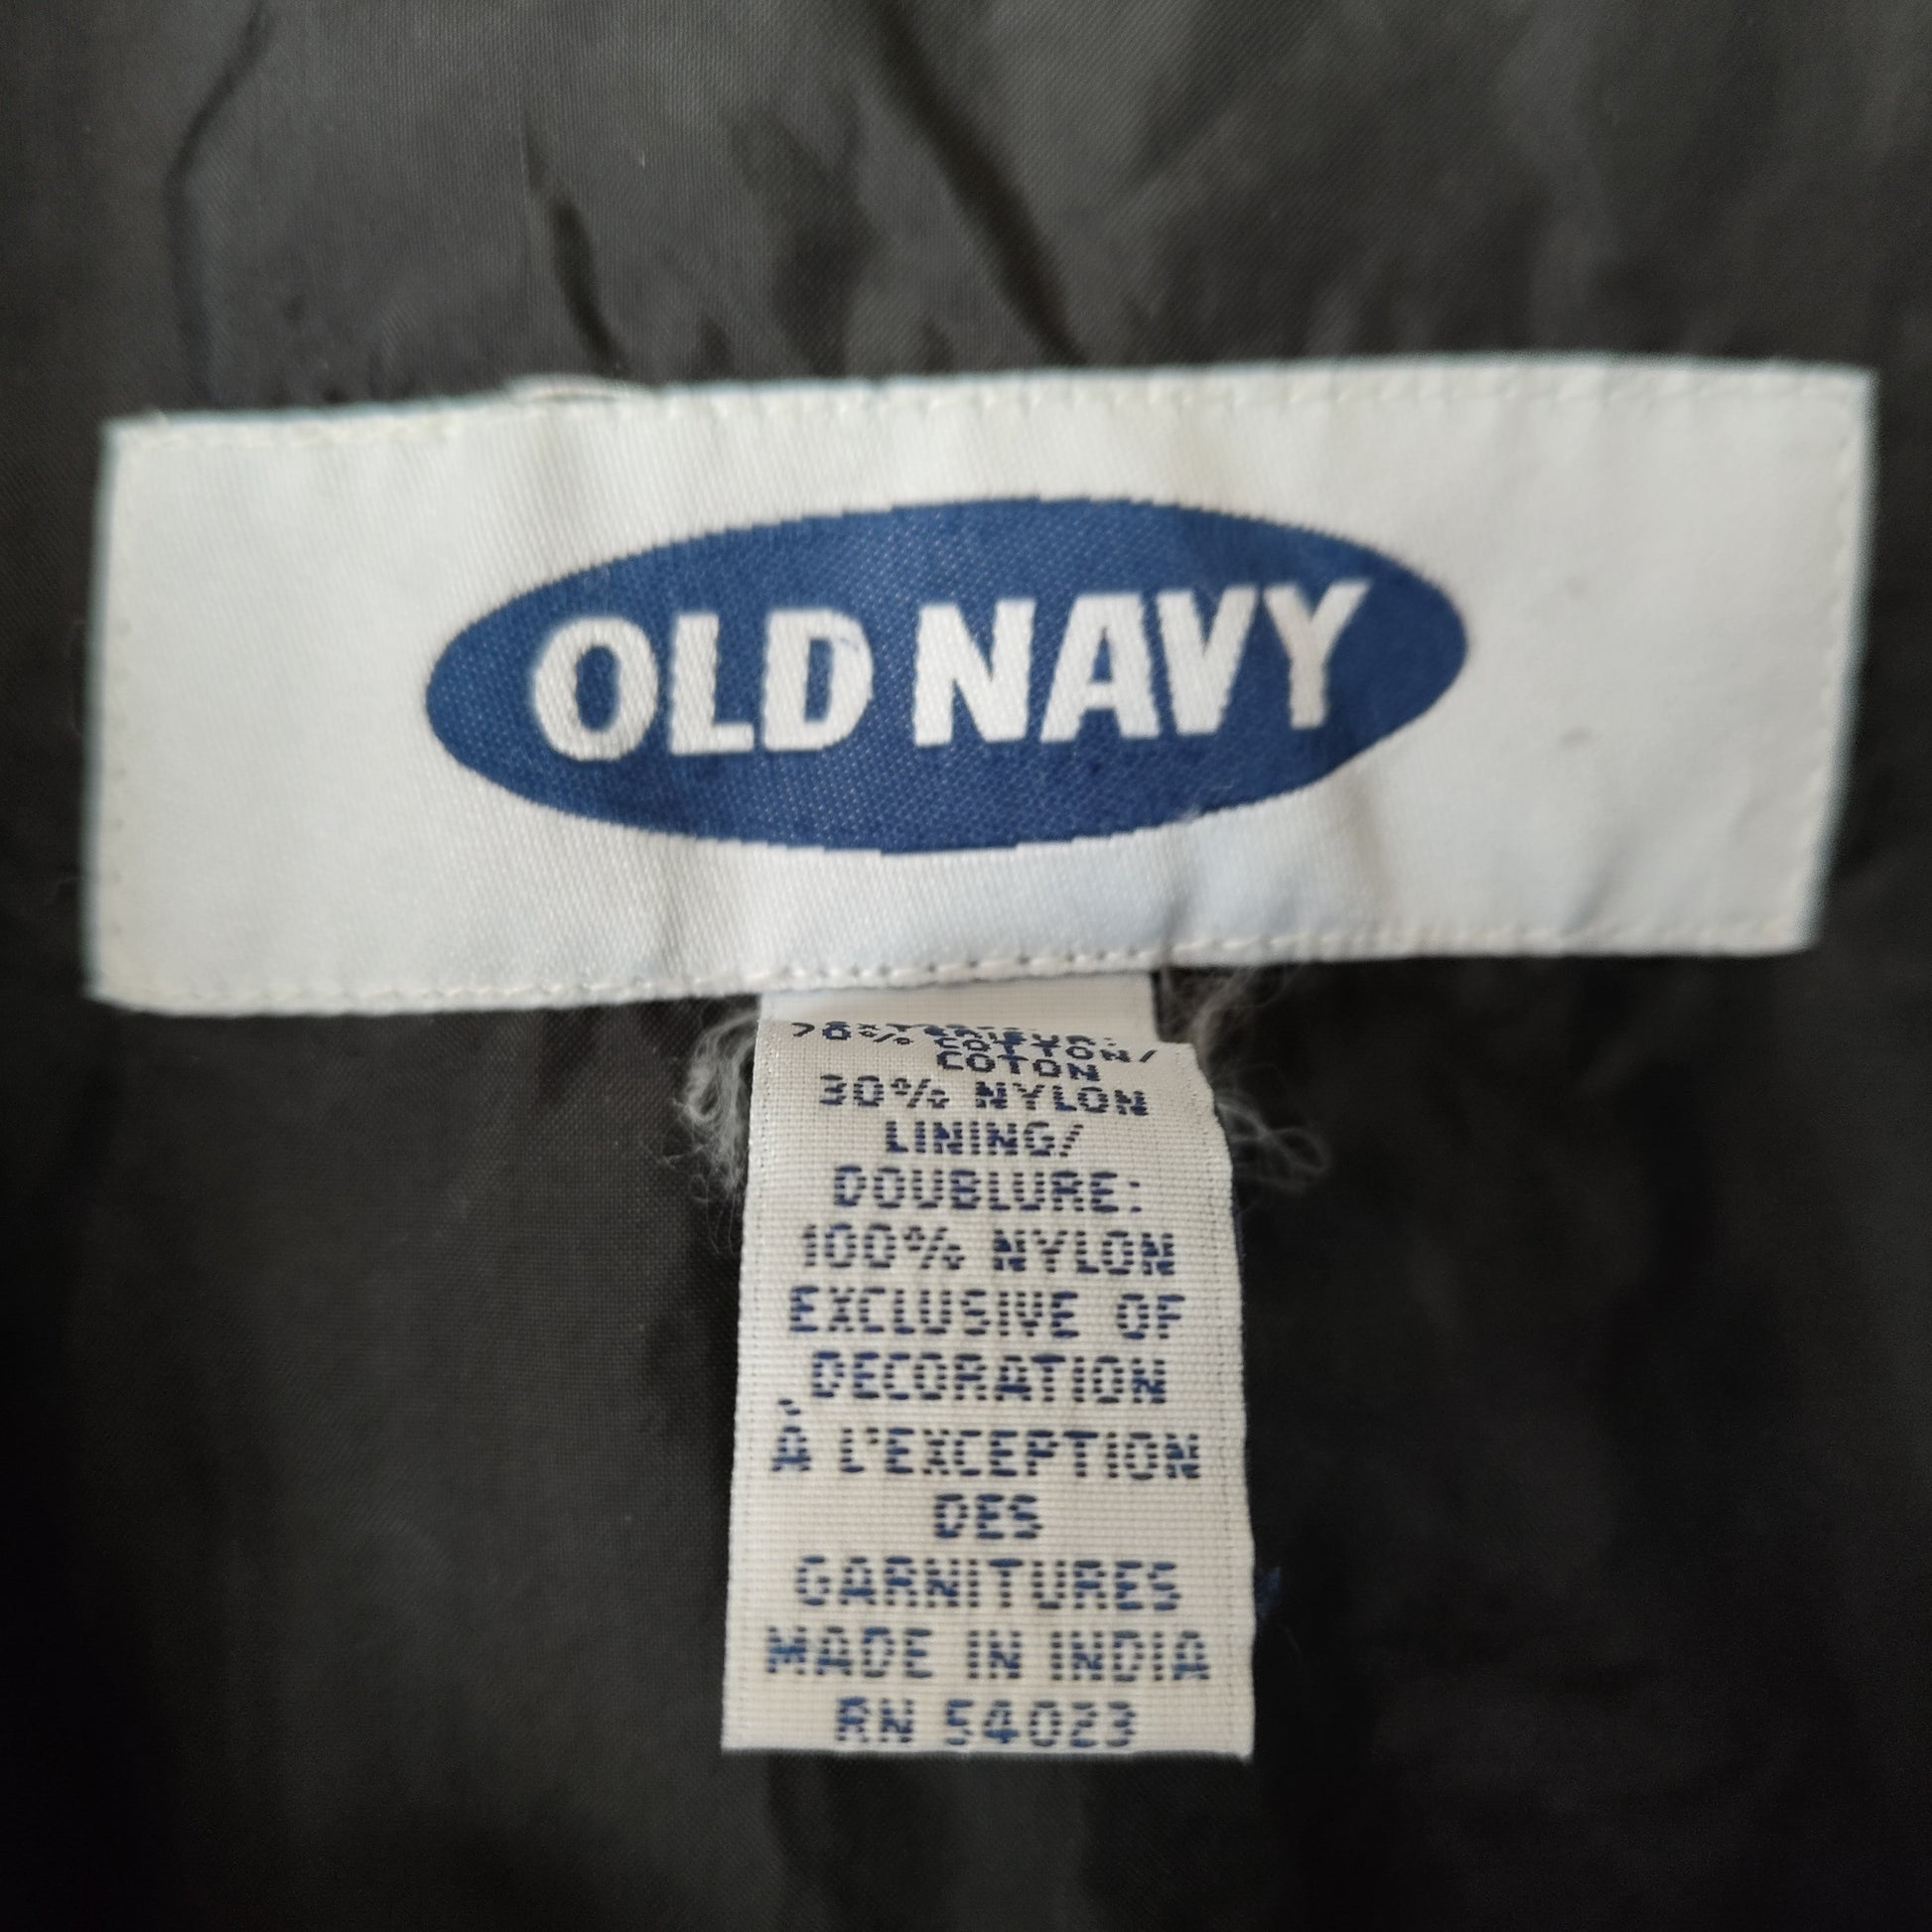 OLD NAVY
COTTON/
COTON
30% NYLON
LINING/
DOUBLURE:
100% NYLON
EXCLUSIVE OF
DECORATION
À L'EXCEPTION
DES
GARNITURES
MADE IN INDIA
RN 54023